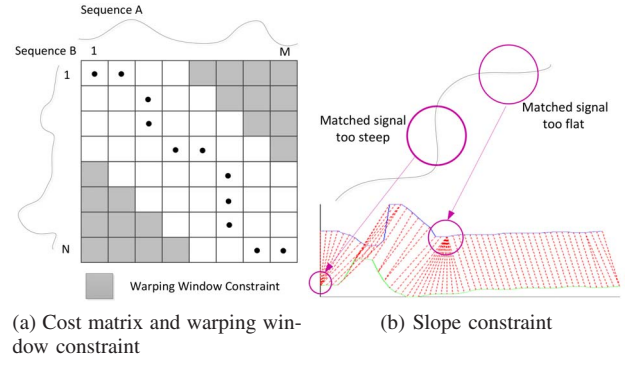 Sequence A
Sequence B 1 M
1
N
Warping Window Constraint
(a) Cost matrix and warping win-
dow constraint
Matched signal
too steep
Matched signal
too flat
(b) Slope constraint